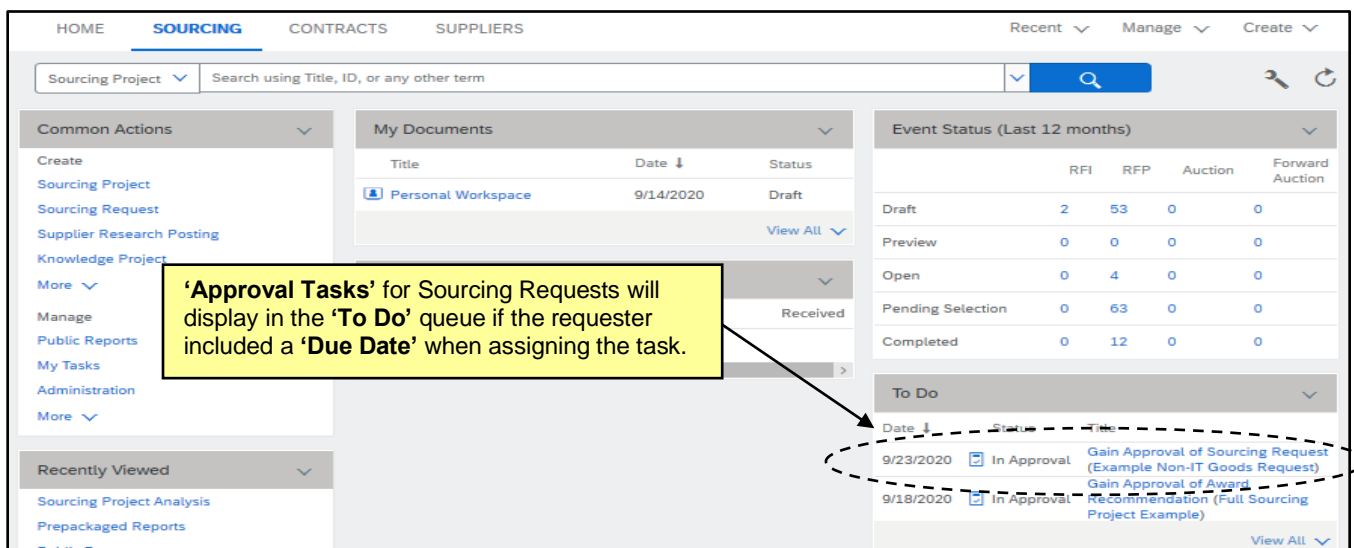 HOME SOURCING CONTRACTS SUPPLIERS Recent Manage Create
Sourcing Project Search using Title, ID, or any other term
Common Actions
Create
Sourcing Project
Sourcing Request
Supplier Research Posting
Knowledge Project
More
Manage
Public Reports
My Tasks
Administration
More
Recently Viewed
Sourcing Project Analysis
Prepackaged Reports
My Documents
Title Date ↓ Status
Personal Workspace 9/14/2020 Draft
View All
Received
‘Approval Tasks’ for Sourcing Requests will
display in the ‘To Do’ queue if the requester
included a ‘Due Date’ when assigning the task.
Event Status (Last 12 months)
RFI RFP Auction Forward
Auction
Draft 2 53 0 0
Preview 0 0 0 0
Open 0 4 0 0
Pending Selection 0 63 0 0
Completed 0 12 0 0
To Do
Date ↓ Status Title
9/23/2020 In Approval Gain Approval of Sourcing Request
(Example Non-IT Goods Request)
9/18/2020 In Approval Gain Approval of Award
Recommendation (Full Sourcing
Project Example)
View All